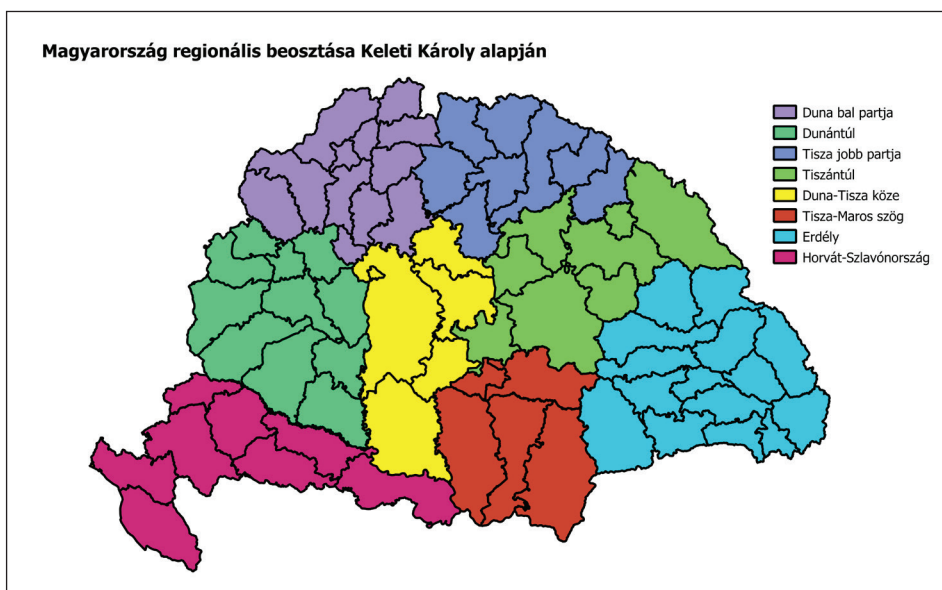 Magyarország regionális beosztása Keleti Károly alapján
Duna bal partja
Dunántúl
Tisza jobb partja
Tiszántúl
Duna-Tisza köze
Tisza-Maros szög
Erdély
Horvát-Szlavónország